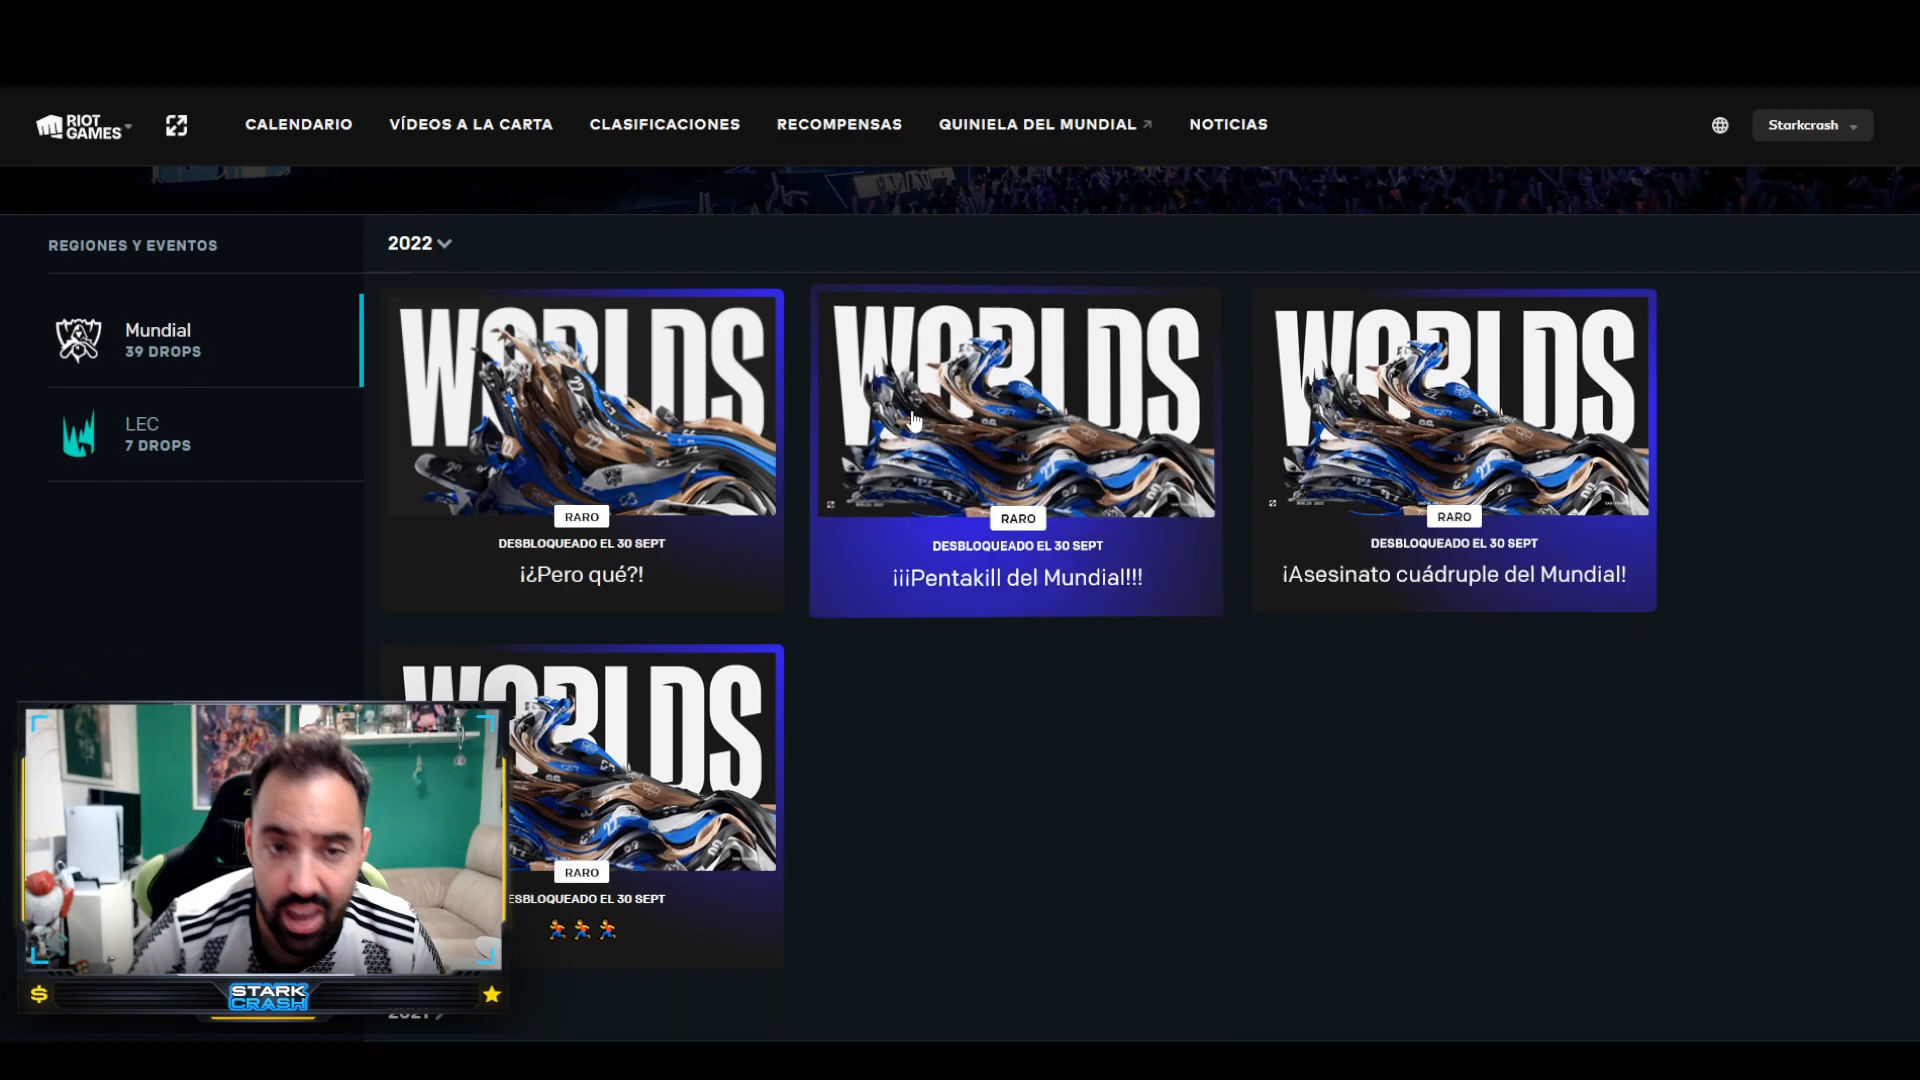 RIOT
GAMES
CALENDARIO
VÍDEOS A LA CARTA
CLASIFICACIONES
RECOMPENSAS
QUINIELA DEL MUNDIAL
NOTICIAS
Starkcrash
REGIONES Y EVENTOS
Mundial
39 DROPS
LEC
7 DROPS
2022
WORLDS
RARO
DESBLOQUEADO EL 30 SEPT
¡¿Pero qué?!
WORLDS
RARO
DESBLOQUEADO EL 30 SEPT
¡¡¡Pentakill del Mundial!!!
WORLDS
RARO
DESBLOQUEADO EL 30 SEPT
¡Asesinato cuádruple del Mundial!
WORLDS
RARO
ESBLOQUEADO EL 30 SEPT
🏃🏃🏃
STARK
CRASH
2021